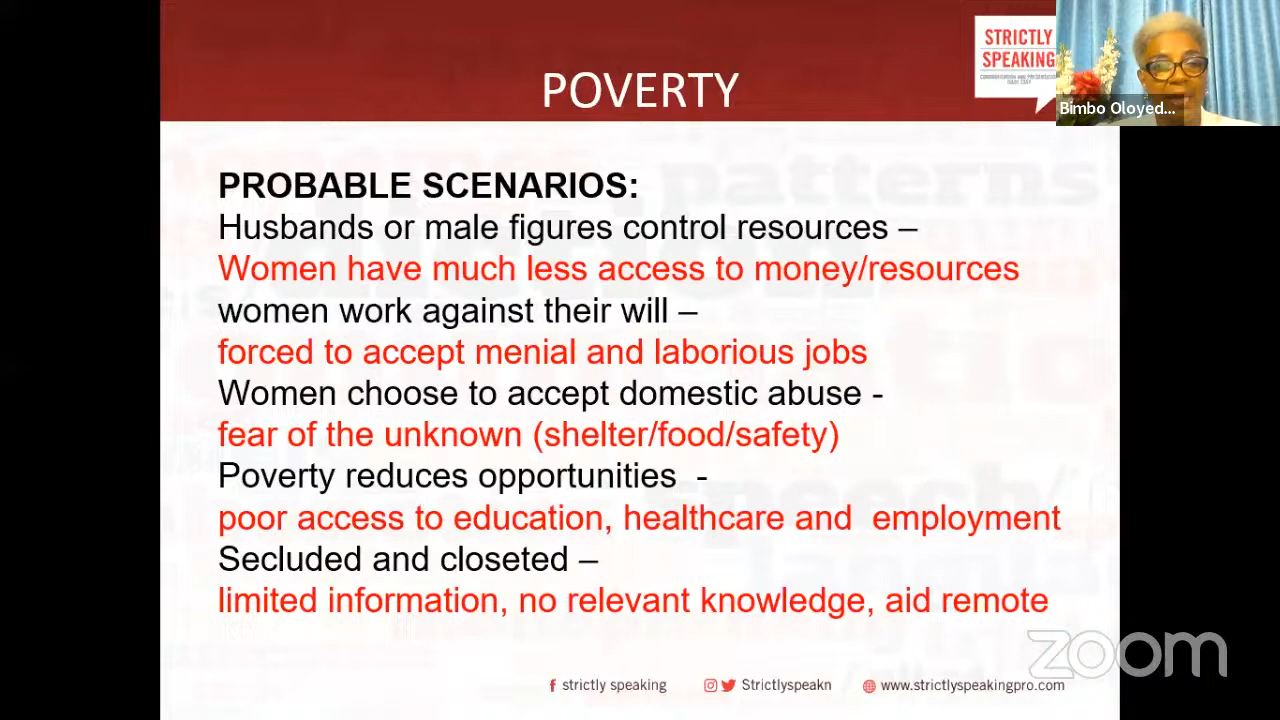 POVERTY
STRICTLY
SPEAKING
Bimbo Oloyed...
PROBABLE SCENARIOS:
Husbands or male figures control resources –
Women have much less access to money/resources
women work against their will –
forced to accept menial and laborious jobs
Women choose to accept domestic abuse -
fear of the unknown (shelter/food/safety)
Poverty reduces opportunities -
poor access to education, healthcare and employment
Secluded and closeted –
limited information, no relevant knowledge, aid remote
zoom
strictly speaking Strictlyspeakn www.strictlyspeakingpro.com